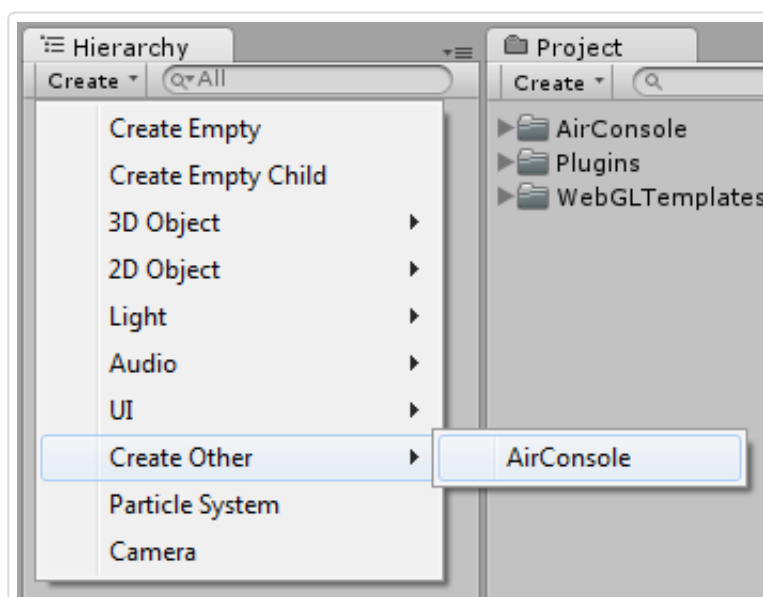 Hierarchy
Create All
Create Empty
Create Empty Child
3D Object
2D Object
Light
Audio
UI
Create Other
Particle System
Camera
AirConsole
Project
Create
AirConsole
Plugins
WebGLTemplates